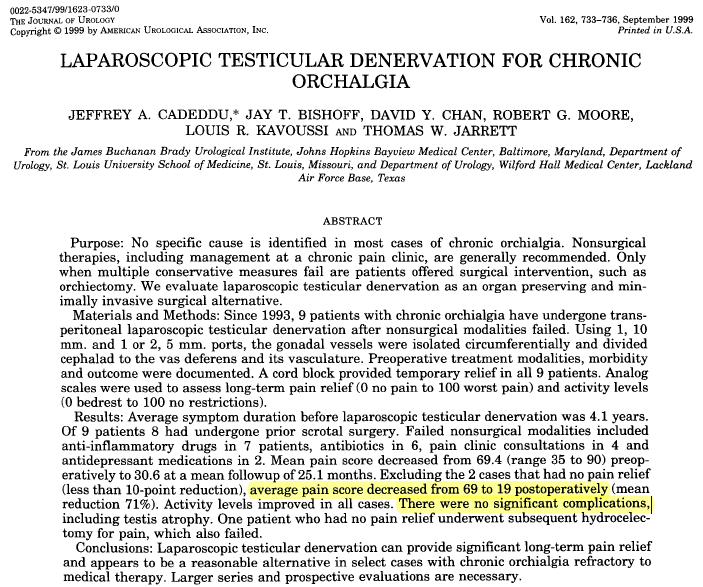 0022-5347/99/1623-0733/0
THE JOURNAL OF UROLOGY
Copyright © 1999 by AMERICAN UROLOGICAL ASSOCIATION, INC.
Vol. 162, 733–736, September 1999
Printed in U.S.A.
LAPAROSCOPIC TESTICULAR DENERVATION FOR CHRONIC
ORCHALGIA
JEFFREY A. CADEDDU,* JAY T. BISHOFF, DAVID Y. CHAN, ROBERT G. MOORE,
LOUIS R. KAVOUSSI AND THOMAS W. JARRETT
From the James Buchanan Brady Urological Institute, Johns Hopkins Bayview Medical Center, Baltimore, Maryland, Department of
Urology, St. Louis University School of Medicine, St. Louis, Missouri, and Department of Urology, Wilford Hall Medical Center, Lackland
Air Force Base, Texas
ABSTRACT
Purpose: No specific cause is identified in most cases of chronic orchalgia. Nonsurgical
therapies, including management at a chronic pain clinic, are generally recommended. Only
when multiple conservative measures fail are patients offered surgical intervention, such as
orchiectomy. We evaluate laparoscopic testicular denervation as an organ preserving and min-
imally invasive surgical alternative.
Materials and Methods: Since 1993, 9 patients with chronic orchalgia have undergone trans-
peritoneal laparoscopic testicular denervation after nonsurgical modalities failed. Using 1, 10
mm. and 1 or 2, 5 mm. ports, the gonadal vessels were isolated circumferentially and divided
cephalad to the vas deferens and its vasculature. Preoperative treatment modalities, morbidity
and outcome were documented. A cord block provided temporary relief in all 9 patients. Analog
scales were used to assess long-term pain relief (0 no pain to 100 worst pain) and activity levels
(0 bedrest to 100 no restrictions).
Results: Average symptom duration before laparoscopic testicular denervation was 4.1 years.
Of 9 patients 8 had undergone prior scrotal surgery. Failed nonsurgical modalities included
anti-inflammatory drugs in 7 patients, antibiotics in 6, pain clinic consultations in 4 and
antidepressant medications in 2. Mean pain score decreased from 69.4 (range 35 to 90) preop-
eratively to 30.6 at a mean followup of 25.1 months. Excluding the 2 cases that had no pain relief
(less than 10-point reduction), average pain score decreased from 69 to 19 postoperatively (mean
reduction 71%). Activity levels improved in all cases. There were no significant complications,
including testis atrophy. One patient who had no pain relief underwent subsequent hydrocelec-
tomy for pain, which also failed.
Conclusions: Laparoscopic testicular denervation can provide significant long-term pain relief
and appears to be a reasonable alternative in select cases with chronic orchalgia refractory to
medical therapy. Larger series and prospective evaluations are necessary.